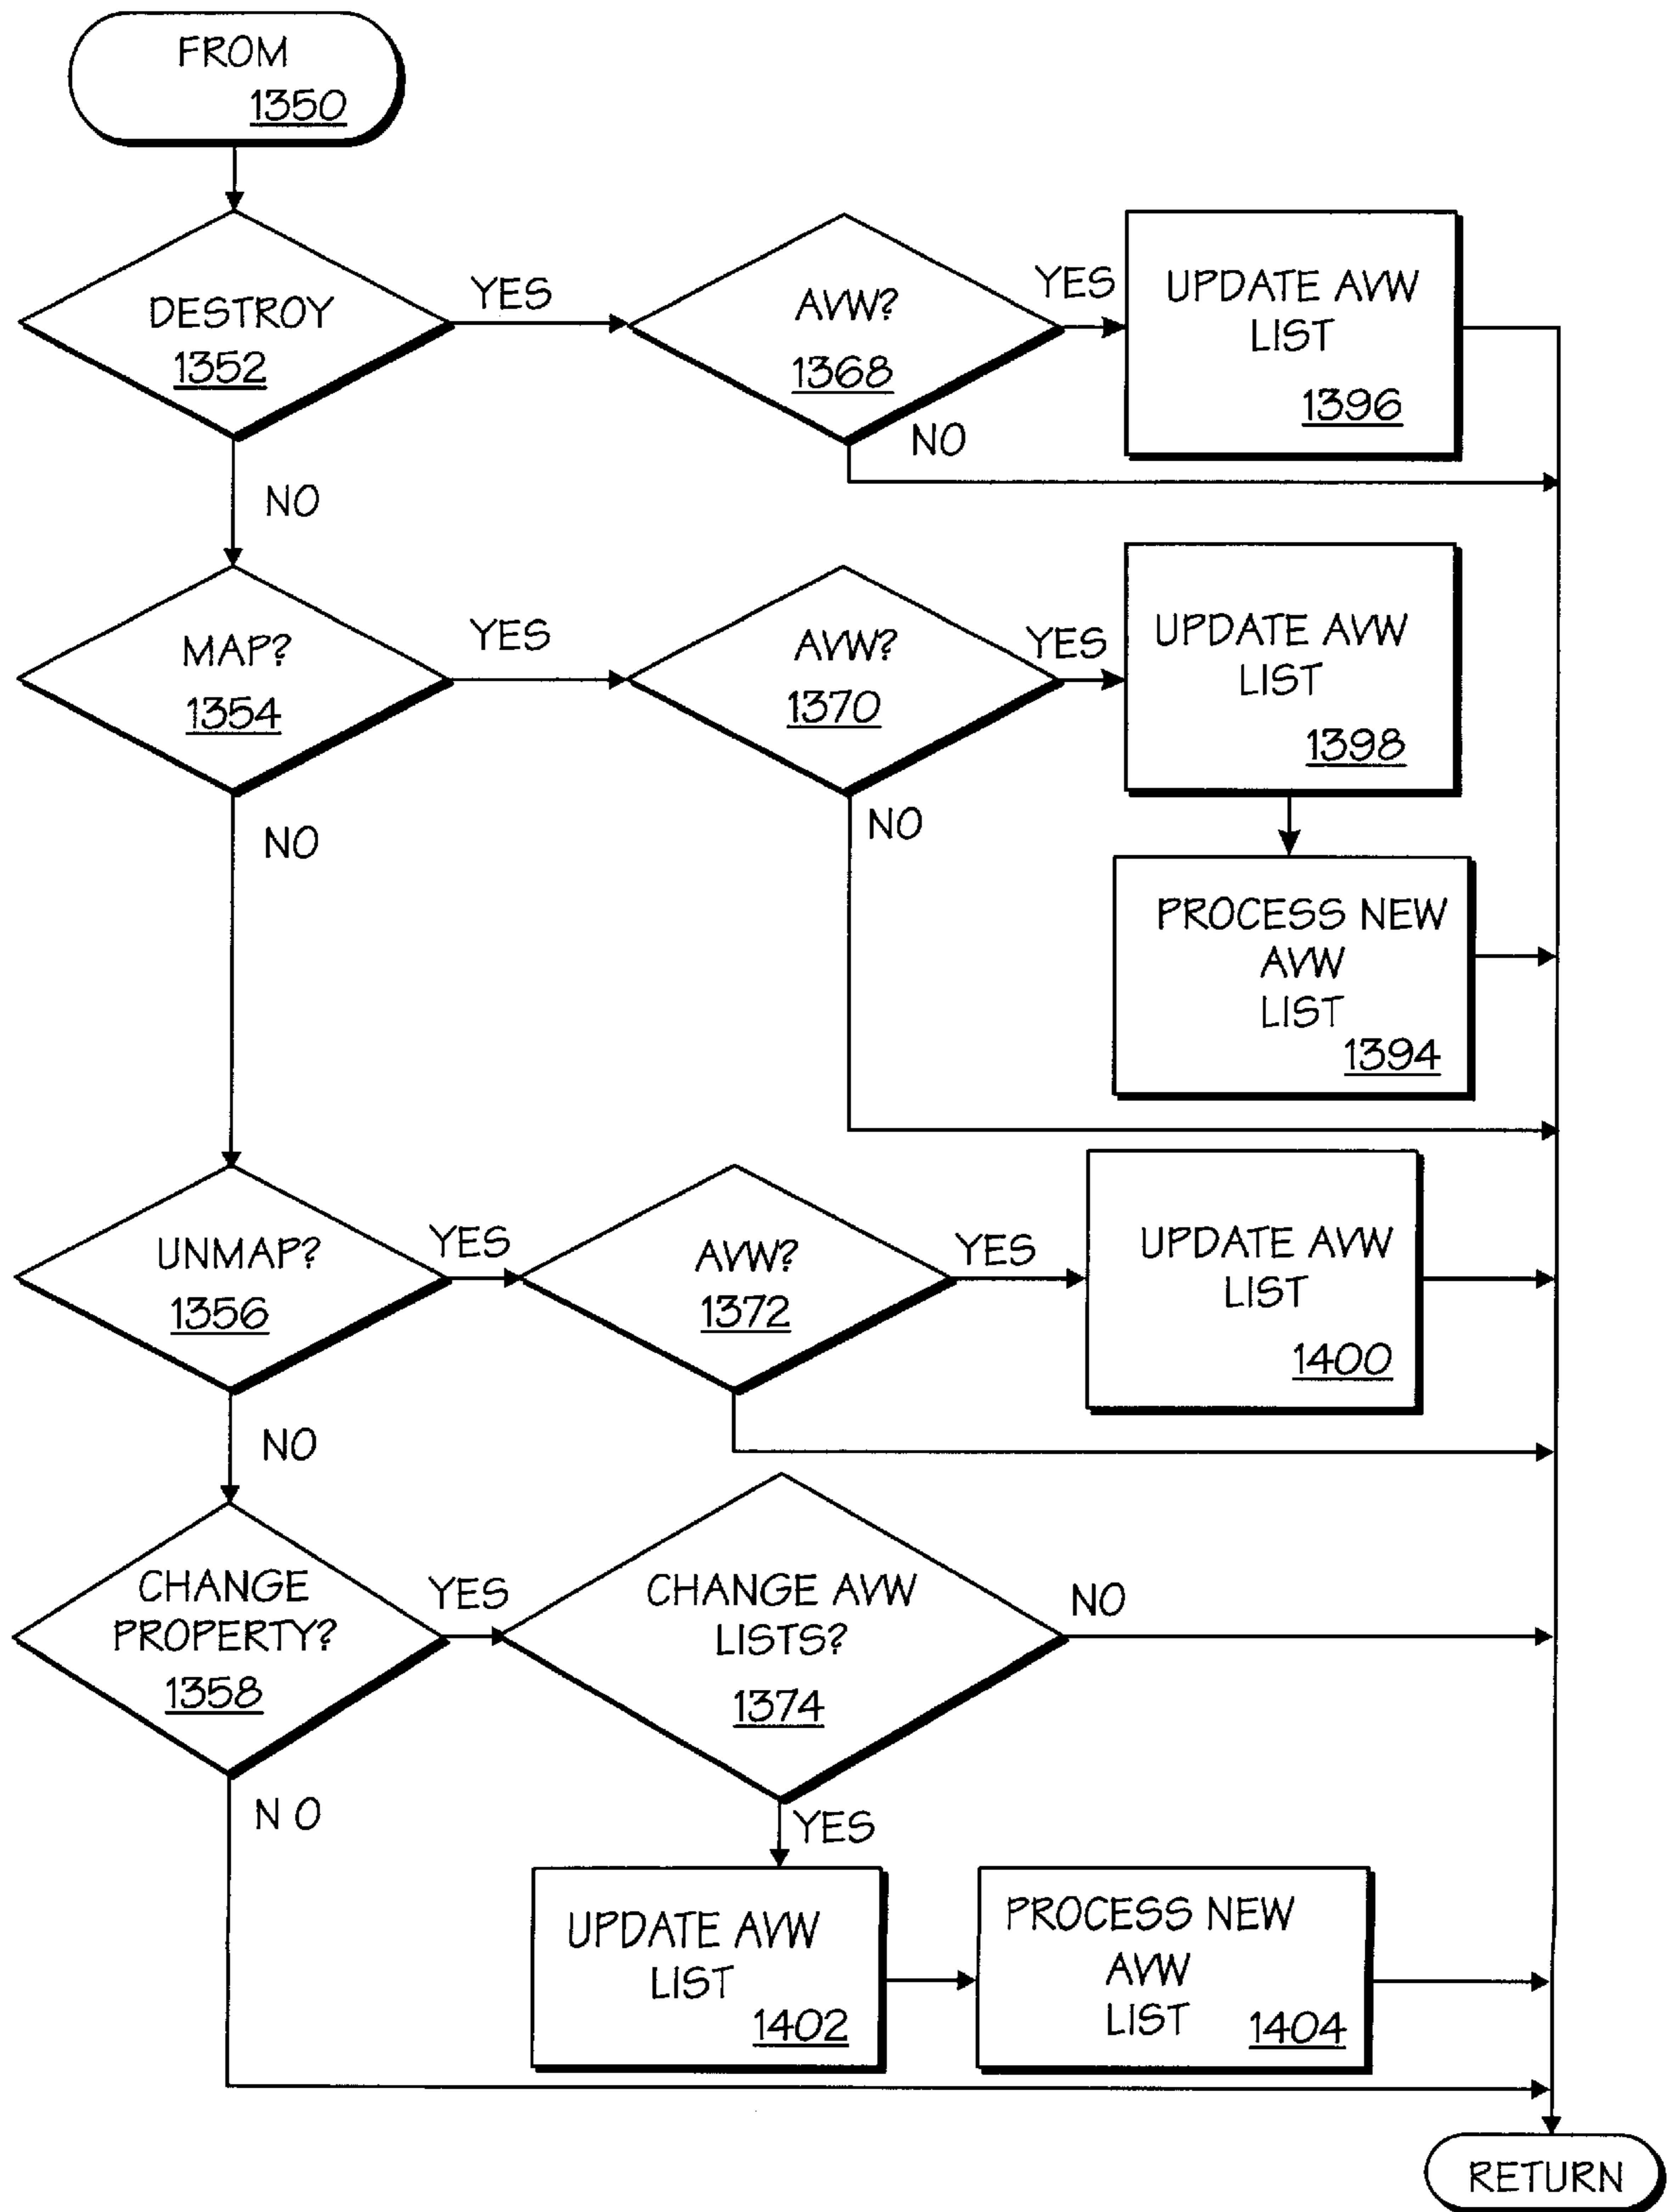 FROM
1350
DESTROY
1352
YES
AVW?
1368
YES
UPDATE AVW
LIST
1396
NO
NO
MAP?
1354
YES
AVW?
1370
YES
UPDATE AVW
LIST
1398
NO
NO
PROCESS NEW
AVW
LIST
1394
UNMAP?
1356
YES
AVW?
1372
YES
UPDATE AVW
LIST
1400
NO
CHANGE
PROPERTY?
1358
YES
CHANGE AVW
LISTS?
1374
NO
N O
YES
UPDATE AVW
LIST
1402
PROCESS NEW
AVW
LIST
1404
RETURN